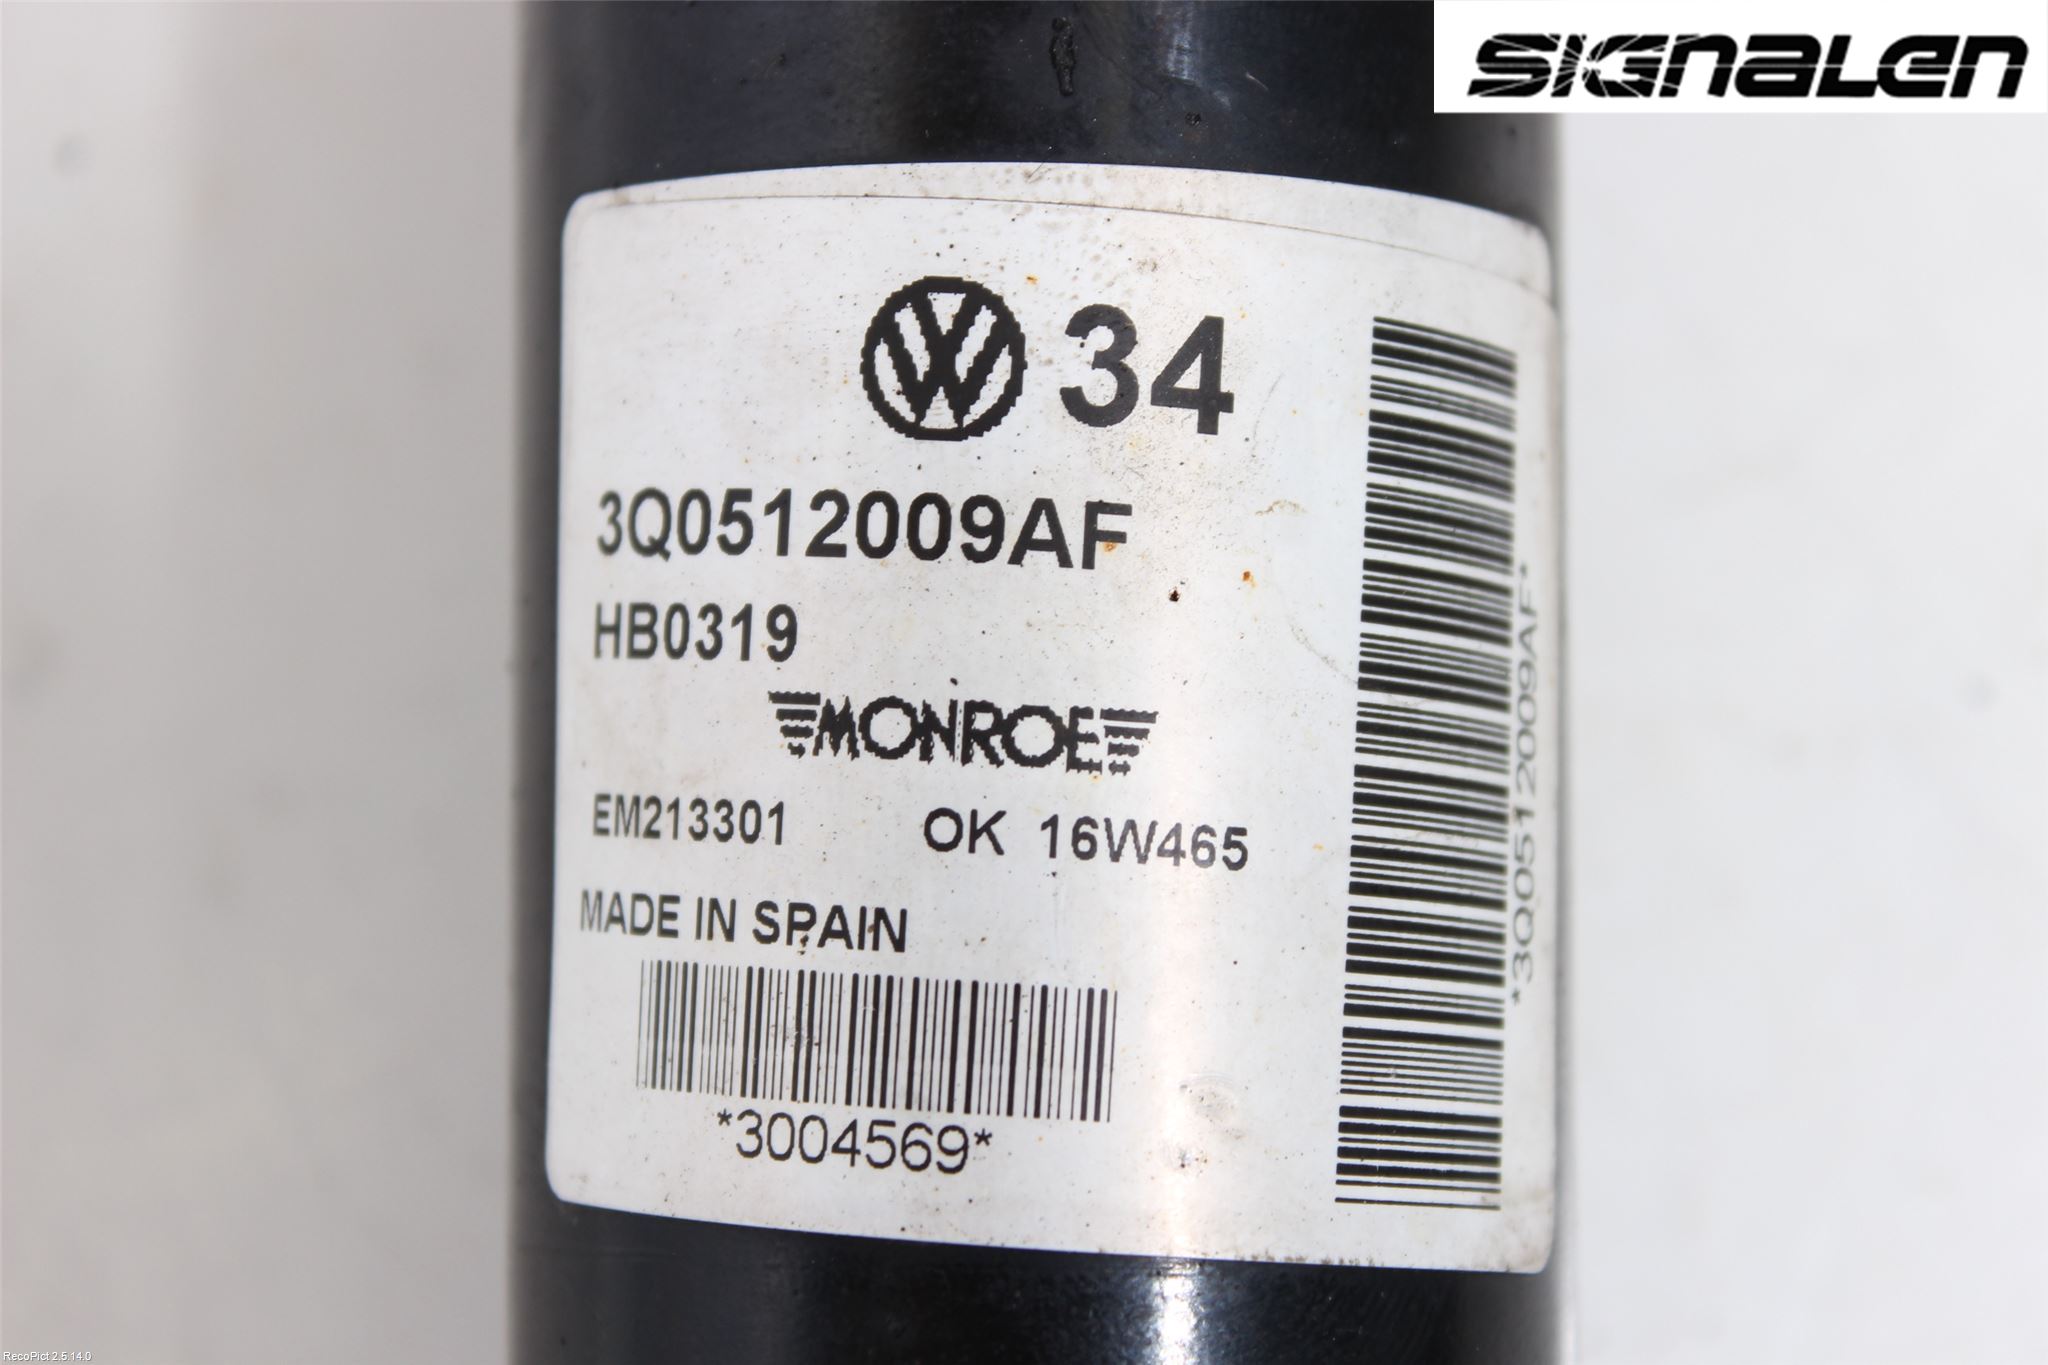 SIGNALEN
34
3Q0512009AF
HB0319
MONROE
EM213301 OK 16W465
MADE IN SPAIN
*3004569*
*3Q0512009AF*
RecoPict 2.5.14.0